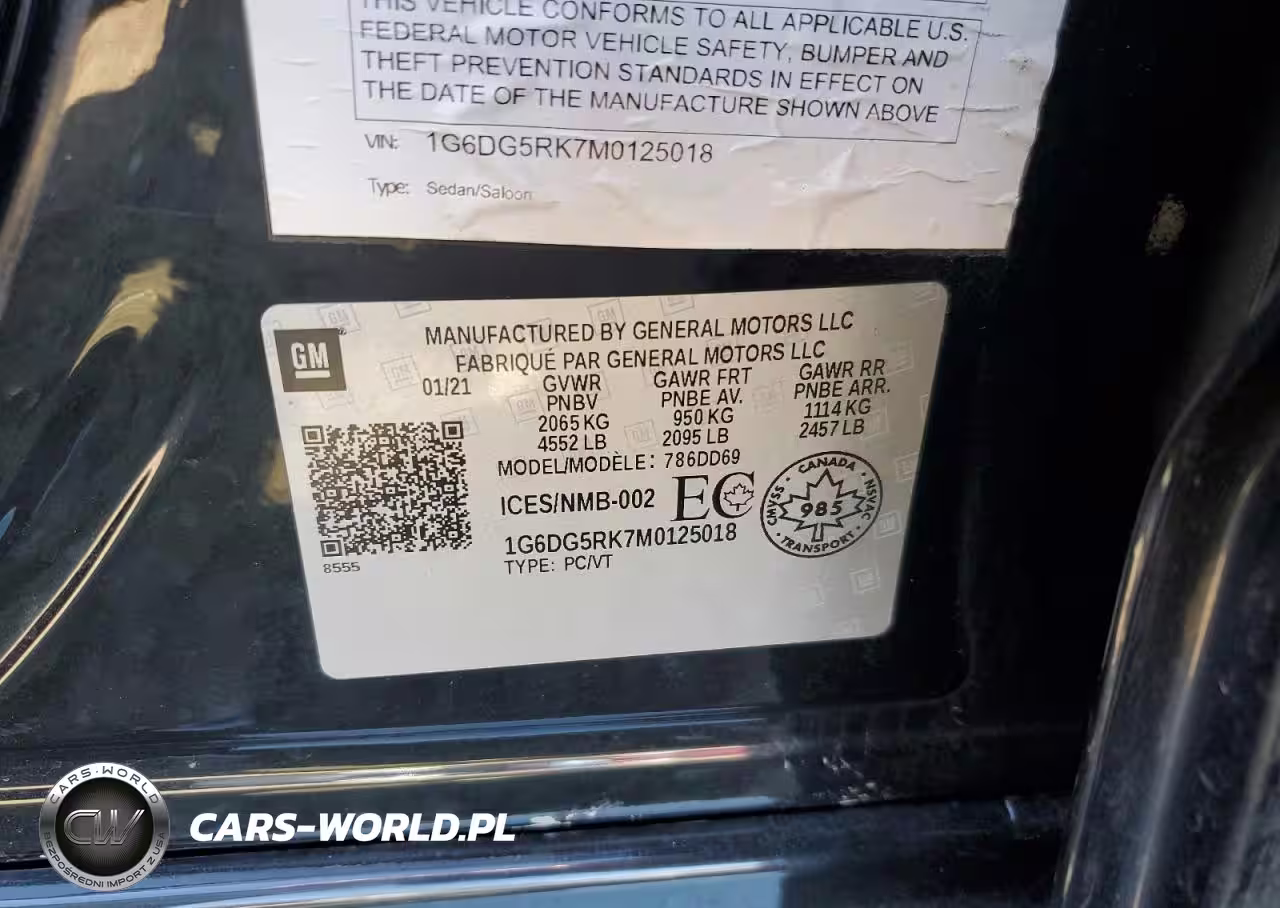 THIS VEHICLE CONFORMS TO ALL APPLICABLE U.S.
FEDERAL MOTOR VEHICLE SAFETY, BUMPER AND
THEFT PREVENTION STANDARDS IN EFFECT ON
THE DATE OF THE MANUFACTURE SHOWN ABOVE
VIN: 1G6DG5RK7M0125018
Type: Sedan/Saloon
GM
MANUFACTURED BY GENERAL MOTORS LLC
FABRIQUÉ PAR GENERAL MOTORS LLC
01/21 GVWR GAWR FRT GAWR RR
PNBV PNBE AV. PNBE ARR.
2065 KG 950 KG 1114 KG
4552 LB 2095 LB 2457 LB
MODEL/MODÈLE: 786DD69
ICES/NMB-002 EC
CANADA
CMVSS 985 NSVAC
TRANSPORT
1G6DG5RK7M0125018
TYPE: PC/VT
8555
CARS-WORLD
CW
BEZPOŚREDNI IMPORT Z USA
CARS-WORLD.PL